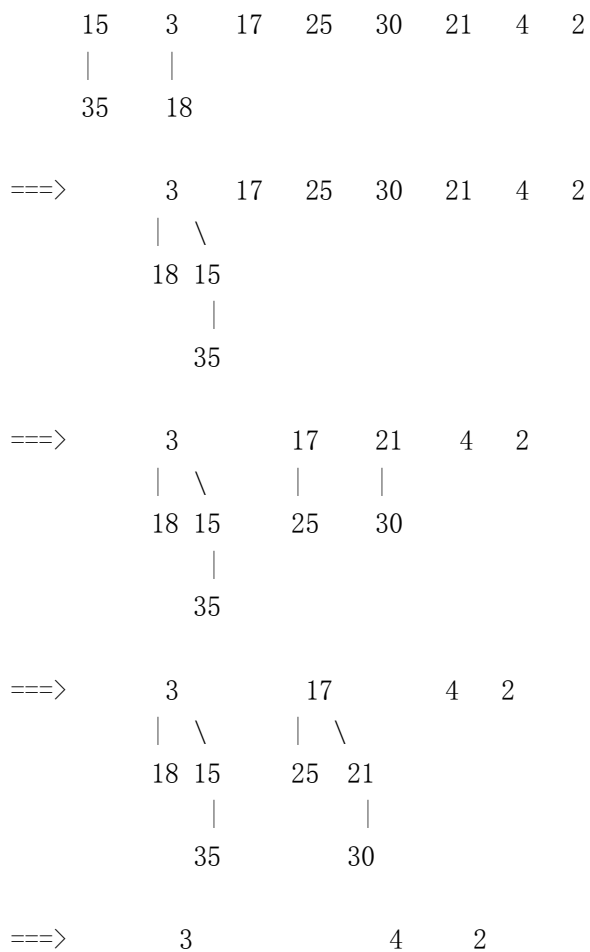 15 3 17 25 30 21 4 2
| |
35 18
===> 3 17 25 30 21 4 2
| \
18 15
|
35
===> 3 17 21 4 2
| \ | |
18 15 25 30
|
35
===> 3 17 4 2
| \ | \
18 15 25 21
| |
35 30
===> 3 4 2